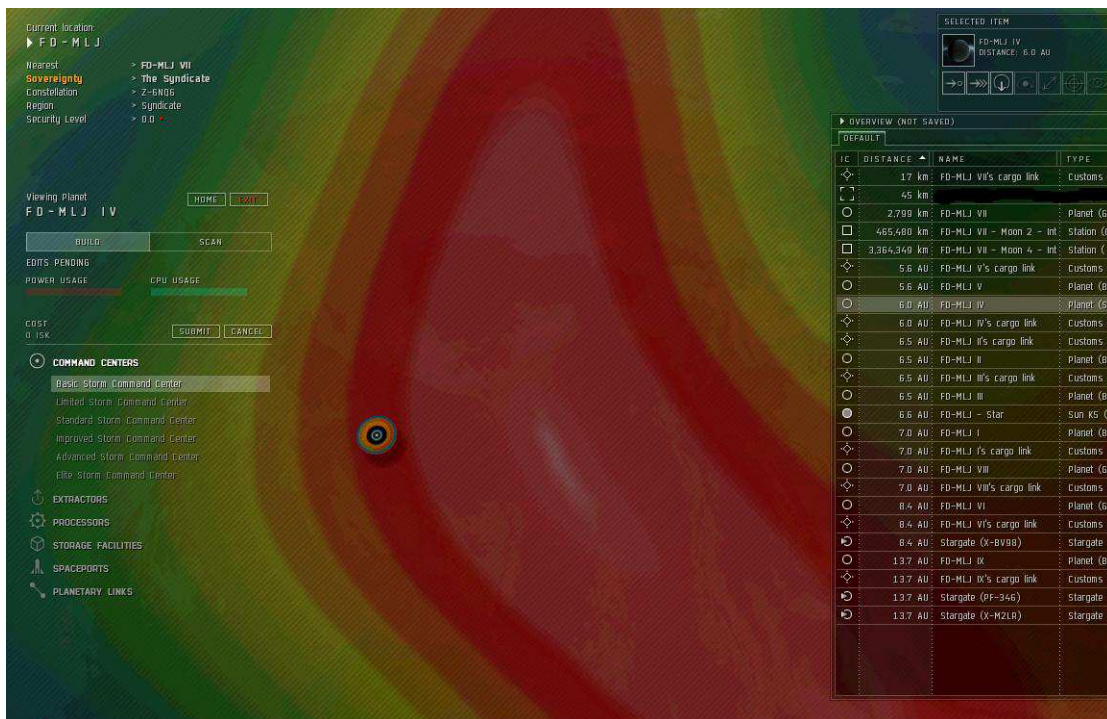 Current location:
FD-MLJ
Nearest > FD-MLJ VII
Sovereignty > The Syndicate
Constellation > Z-6NQ6
Region > Syndicate
Security Level > 0.0
Viewing Planet
FD-MLJ IV
HOME EXIT
BUILD SCAN
EDITS PENDING
POWER USAGE CPU USAGE
COST
0 ISK
SUBMIT CANCEL
COMMAND CENTERS
Basic Storm Command Center
Limited Storm Command Center
Standard Storm Command Center
Improved Storm Command Center
Advanced Storm Command Center
Elite Storm Command Center
EXTRACTORS
PROCESSORS
STORAGE FACILITIES
SPACEPORTS
PLANETARY LINKS
SELECTED ITEM
FD-MLJ IV
DISTANCE: 6.0 AU
OVERVIEW (NOT SAVED)
DEFAULT
IC DISTANCE NAME TYPE
17 km FD-MLJ VII's cargo link Customs
45 km
2,799 km FD-MLJ VII Planet (G
465,480 km FD-MLJ VII - Moon 2 - Int Station (
3,364,349 km FD-MLJ VII - Moon 4 - Int Station (
5.6 AU FD-MLJ V's cargo link Customs
5.6 AU FD-MLJ V Planet (B
6.0 AU FD-MLJ IV Planet (S
6.0 AU FD-MLJ IV's cargo link Customs
6.5 AU FD-MLJ II's cargo link Customs
6.5 AU FD-MLJ II Planet (B
6.5 AU FD-MLJ III's cargo link Customs
6.5 AU FD-MLJ III Planet (B
6.6 AU FD-MLJ - Star Sun K5 (
7.0 AU FD-MLJ I Planet (B
7.0 AU FD-MLJ I's cargo link Customs
7.0 AU FD-MLJ VIII Planet (G
7.0 AU FD-MLJ VIII's cargo link Customs
8.4 AU FD-MLJ VI Planet (G
8.4 AU FD-MLJ VI's cargo link Customs
8.4 AU Stargate (X-BV98) Stargate
13.7 AU FD-MLJ IX Planet (B
13.7 AU FD-MLJ IX's cargo link Customs
13.7 AU Stargate (PF-346) Stargate
13.7 AU Stargate (X-M2LR) Stargate